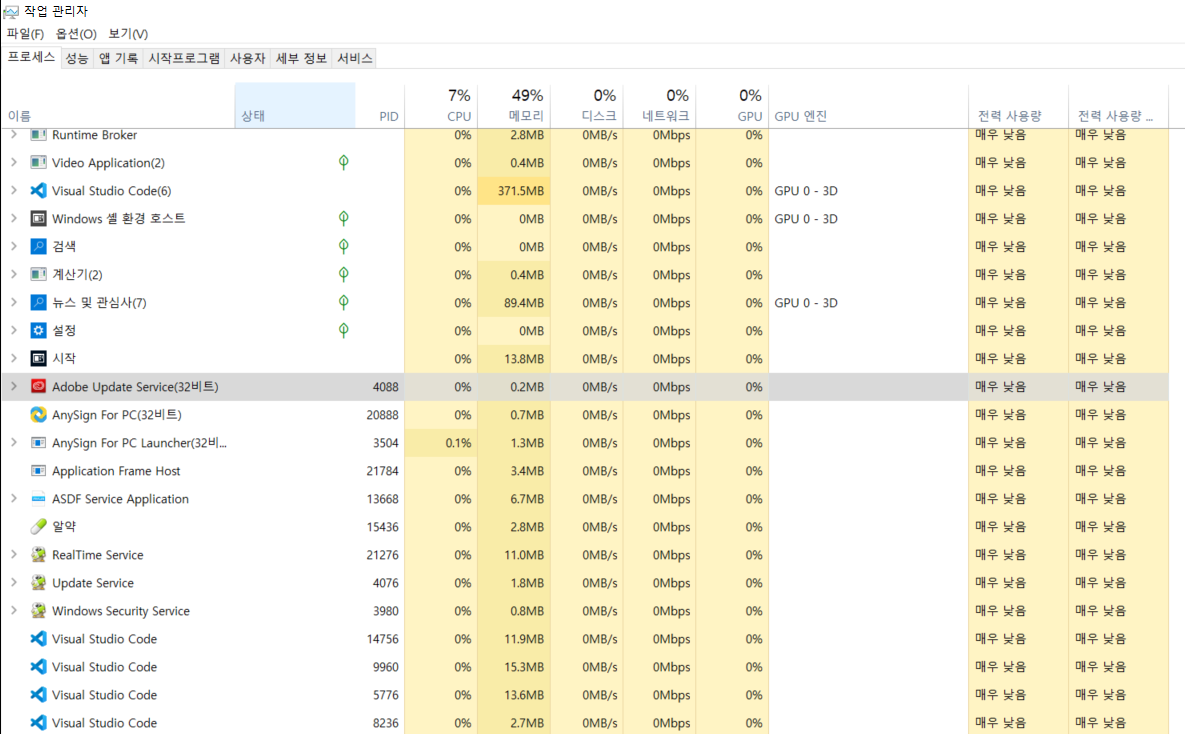 작업 관리자
파일(F) 옵션(O) 보기(V)
프로세스 성능 앱 기록 시작프로그램 사용자 세부 정보 서비스
7% 49% 0% 0% 0%
이름 상태 PID CPU 메모리 디스크 네트워크 GPU GPU 엔진 전력 사용량 전력 사용량 ...
Runtime Broker 0% 2.8MB 0MB/s 0Mbps 0% 매우 낮음 매우 낮음
Video Application(2) 0% 0.4MB 0MB/s 0Mbps 0% 매우 낮음 매우 낮음
Visual Studio Code(6) 0% 371.5MB 0MB/s 0Mbps 0% GPU 0 - 3D 매우 낮음 매우 낮음
Windows 셸 환경 호스트 0% 0MB 0MB/s 0Mbps 0% GPU 0 - 3D 매우 낮음 매우 낮음
검색 0% 0MB 0MB/s 0Mbps 0% 매우 낮음 매우 낮음
계산기(2) 0% 0.4MB 0MB/s 0Mbps 0% 매우 낮음 매우 낮음
뉴스 및 관심사(7) 0% 89.4MB 0MB/s 0Mbps 0% GPU 0 - 3D 매우 낮음 매우 낮음
설정 0% 0MB 0MB/s 0Mbps 0% 매우 낮음 매우 낮음
시작 0% 13.8MB 0MB/s 0Mbps 0% 매우 낮음 매우 낮음
Adobe Update Service(32비트) 4088 0% 0.2MB 0MB/s 0Mbps 0% 매우 낮음 매우 낮음
AnySign For PC(32비트) 20888 0% 0.7MB 0MB/s 0Mbps 0% 매우 낮음 매우 낮음
AnySign For PC Launcher(32비... 3504 0.1% 1.3MB 0MB/s 0Mbps 0% 매우 낮음 매우 낮음
Application Frame Host 21784 0% 3.4MB 0MB/s 0Mbps 0% 매우 낮음 매우 낮음
ASDF Service Application 13668 0% 6.7MB 0MB/s 0Mbps 0% 매우 낮음 매우 낮음
알약 15436 0% 2.8MB 0MB/s 0Mbps 0% 매우 낮음 매우 낮음
RealTime Service 21276 0% 11.0MB 0MB/s 0Mbps 0% 매우 낮음 매우 낮음
Update Service 4076 0% 1.8MB 0MB/s 0Mbps 0% 매우 낮음 매우 낮음
Windows Security Service 3980 0% 0.8MB 0MB/s 0Mbps 0% 매우 낮음 매우 낮음
Visual Studio Code 14756 0% 11.9MB 0MB/s 0Mbps 0% 매우 낮음 매우 낮음
Visual Studio Code 9960 0% 15.3MB 0MB/s 0Mbps 0% 매우 낮음 매우 낮음
Visual Studio Code 5776 0% 13.6MB 0MB/s 0Mbps 0% 매우 낮음 매우 낮음
Visual Studio Code 8236 0% 2.7MB 0MB/s 0Mbps 0% 매우 낮음 매우 낮음